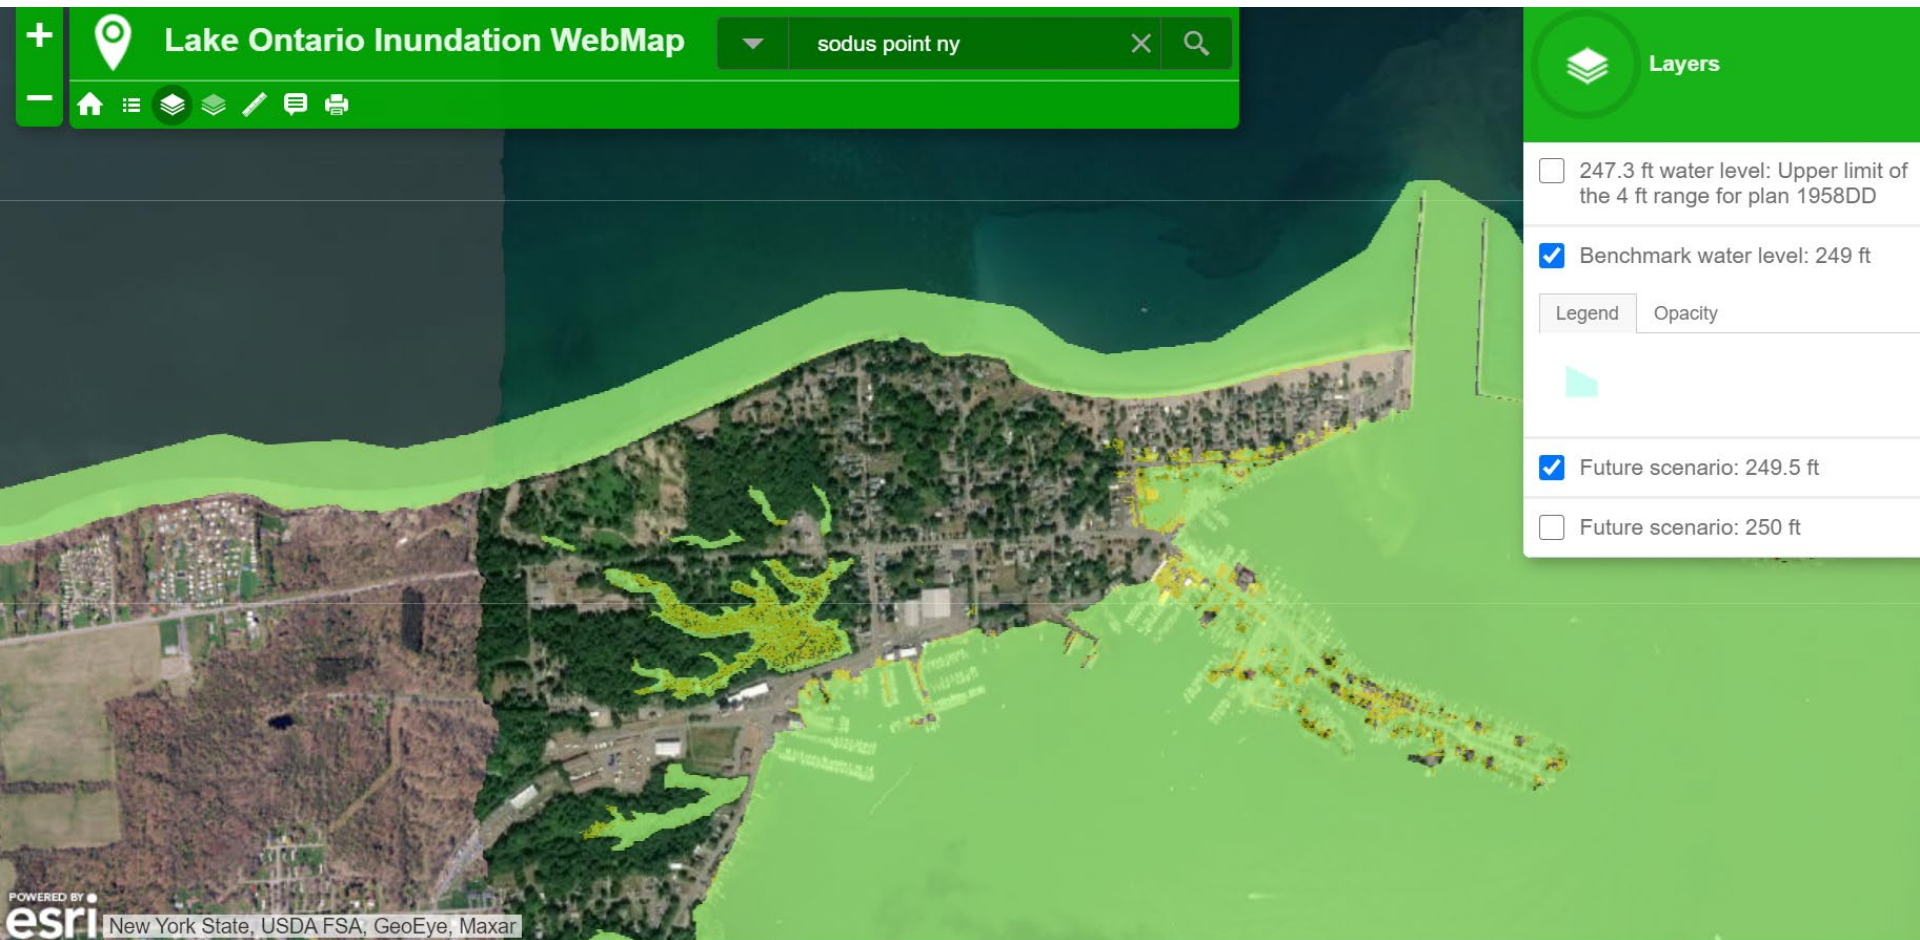 +
Lake Ontario Inundation WebMap
sodus point ny
−
Layers
247.3 ft water level: Upper limit of
the 4 ft range for plan 1958DD
Benchmark water level: 249 ft
Legend Opacity
Future scenario: 249.5 ft
Future scenario: 250 ft
POWERED BY
esri
New York State, USDA FSA, GeoEye, Maxar